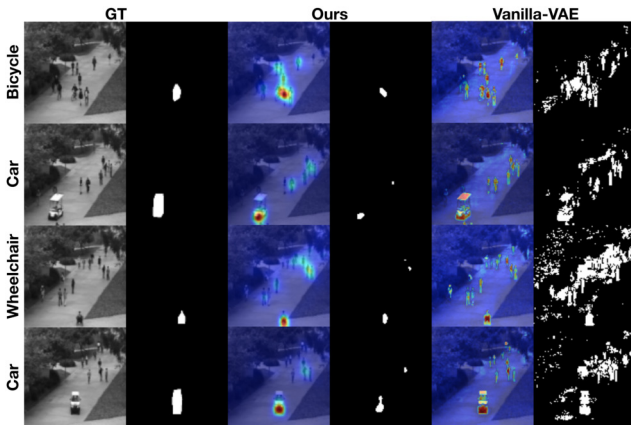 GT Ours Vanilla-VAE
Bicycle
Car
Wheelchair
Car